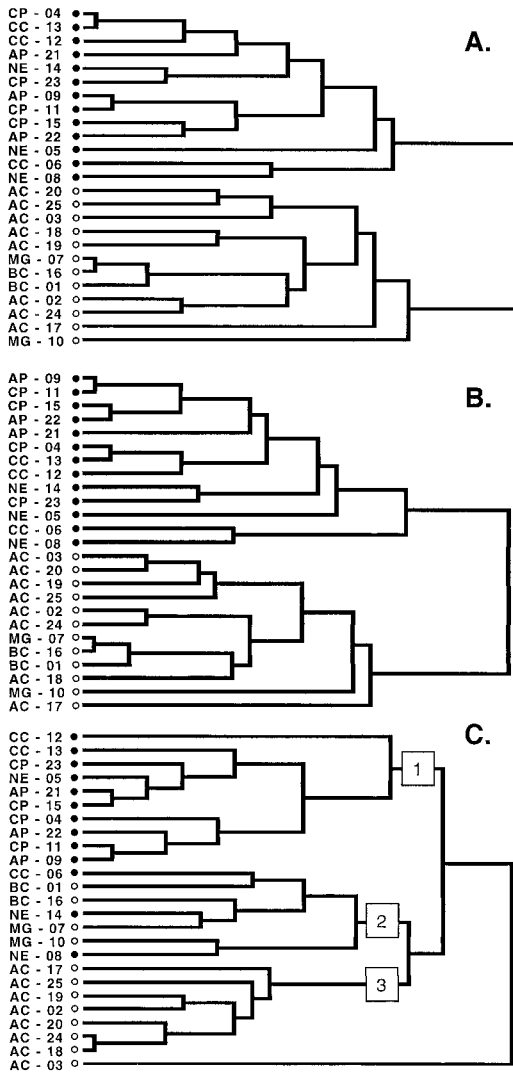 CP - 04
CC - 13
CC - 12
AP - 21
NE - 14
CP - 23
AP - 09
CP - 11
CP - 15
AP - 22
NE - 05
CC - 06
NE - 08
AC - 20
AC - 25
AC - 03
AC - 18
AC - 19
MG - 07
BC - 16
BC - 01
AC - 02
AC - 24
AC - 17
MG - 10
A.
AP - 09
CP - 11
CP - 15
AP - 22
AP - 21
CP - 04
CC - 13
CC - 12
NE - 14
CP - 23
NE - 05
CC - 06
NE - 08
AC - 03
AC - 20
AC - 19
AC - 25
AC - 02
AC - 24
MG - 07
BC - 16
BC - 01
AC - 18
MG - 10
AC - 17
B.
CC - 12
CC - 13
CP - 23
NE - 05
AP - 21
CP - 15
CP - 04
AP - 22
CP - 11
AP - 09
CC - 06
BC - 01
BC - 16
NE - 14
MG - 07
MG - 10
NE - 08
AC - 17
AC - 25
AC - 19
AC - 02
AC - 20
AC - 24
AC - 18
AC - 03
C.
1
2
3